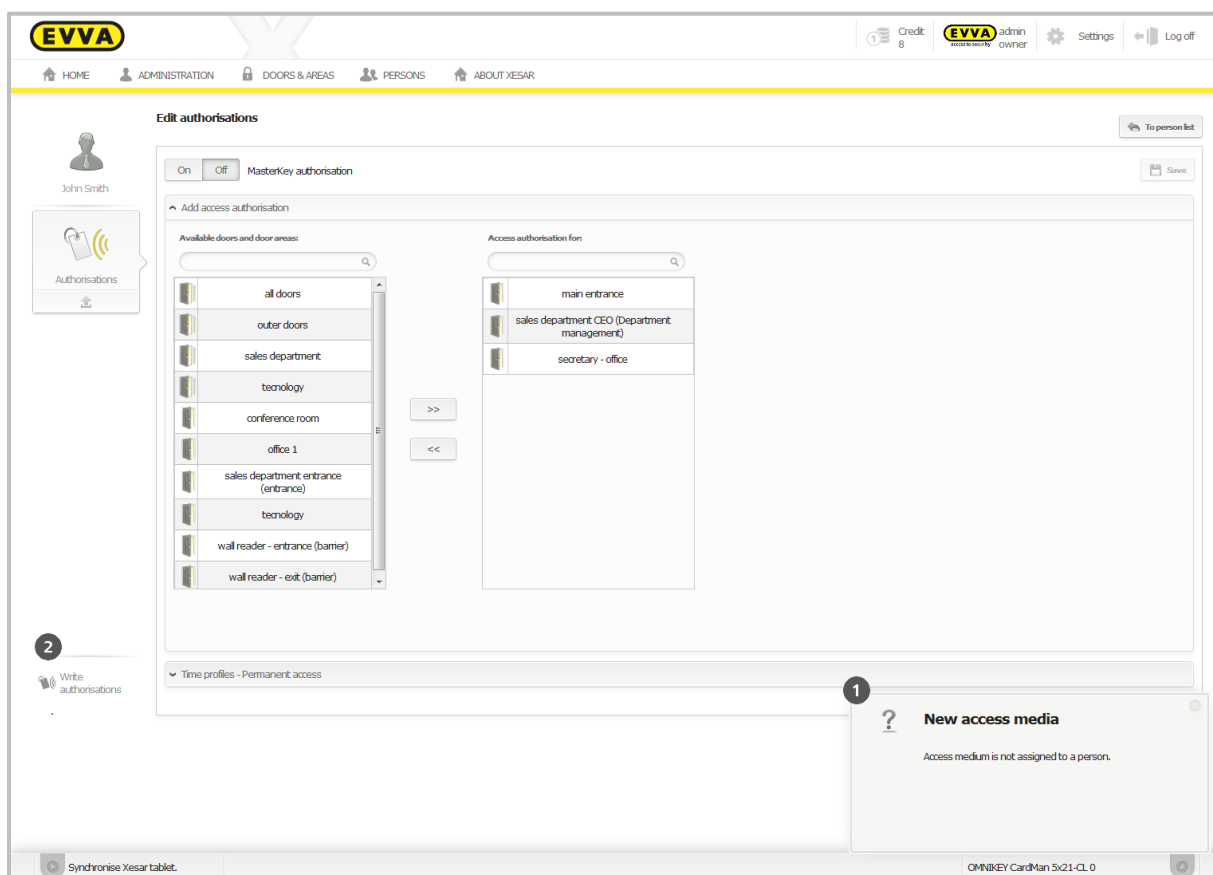 EVVA
Credit
8
EVVA
access to security
admin
owner
Settings
Log off
HOME
ADMINISTRATION
DOORS & AREAS
PERSONS
ABOUT XESAR
Edit authorisations
To person list
John Smith
On
Off
MasterKey authorisation
Save
Add access authorisation
Authorisations
Available doors and door areas:
all doors
outer doors
sales department
tecnology
conference room
office 1
sales department entrance
(entrance)
tecnology
wall reader - entrance (barrier)
wall reader - exit (barrier)
>>
<<
Access authorisation for:
main entrance
sales department CEO (Department
management)
secretary - office
2
Write
authorisations
.
Time profiles - Permanent access
1
?
New access media
Access medium is not assigned to a person.
Synchronise Xesar tablet.
OMNIKEY CardMan 5x21-CL 0